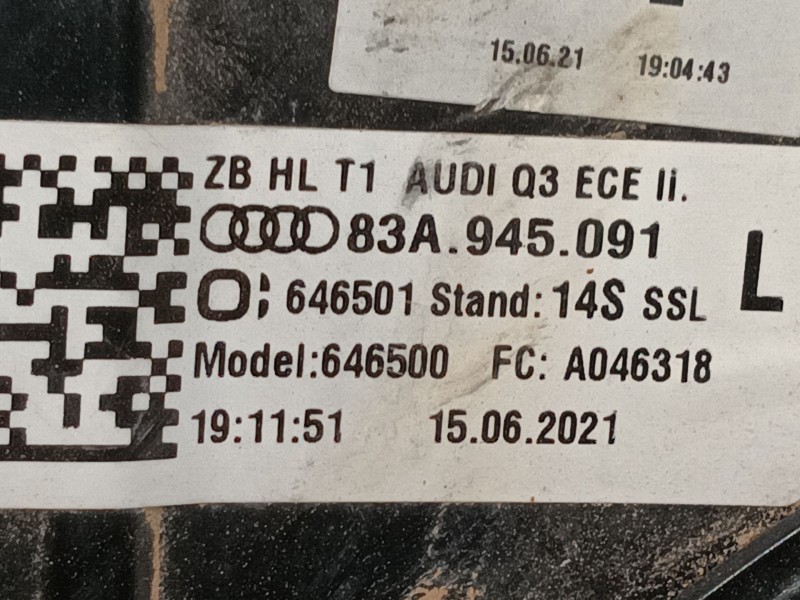 15.06.21 19:04:43
ZB HL T1 AUDI Q3 ECE li.
83A.945.091
L
646501 Stand: 14S SSL
Model:646500 FC: A046318
19:11:51 15.06.2021